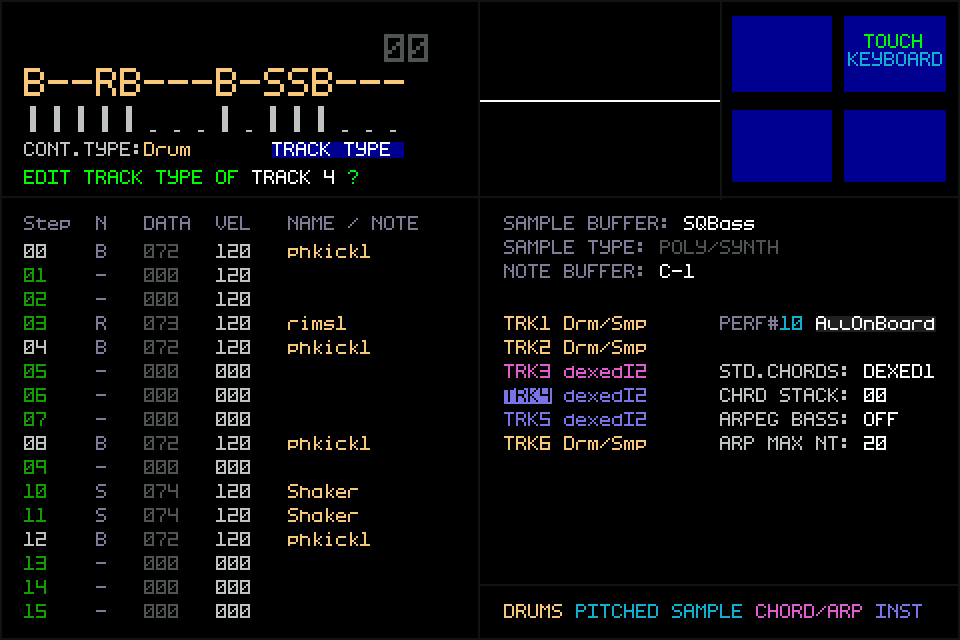 00
B--RB---B-SSB---
CONT.TYPE:Drum TRACK TYPE
EDIT TRACK TYPE OF TRACK 4 ?
TOUCH
KEYBOARD
Step N DATA VEL NAME / NOTE
00 B 072 120 phkick1
01 - 000 120
02 - 000 120
03 R 073 120 rims1
04 B 072 120 phkick1
05 - 000 000
06 - 000 000
07 - 000 000
08 B 072 120 phkick1
09 - 000 000
10 S 074 120 Shaker
11 S 074 120 Shaker
12 B 072 120 phkick1
13 - 000 000
14 - 000 000
15 - 000 000
SAMPLE BUFFER: SQBass
SAMPLE TYPE: POLY/SYNTH
NOTE BUFFER: C-1
TRK1 Drm/Smp PERF#10 AllOnBoard
TRK2 Drm/Smp
TRK3 dexedI2 STD.CHORDS: DEXED1
TRK4 dexedI2 CHRD STACK: 00
TRK5 dexedI2 ARPEG BASS: OFF
TRK6 Drm/Smp ARP MAX NT: 20
DRUMS PITCHED SAMPLE CHORD/ARP INST